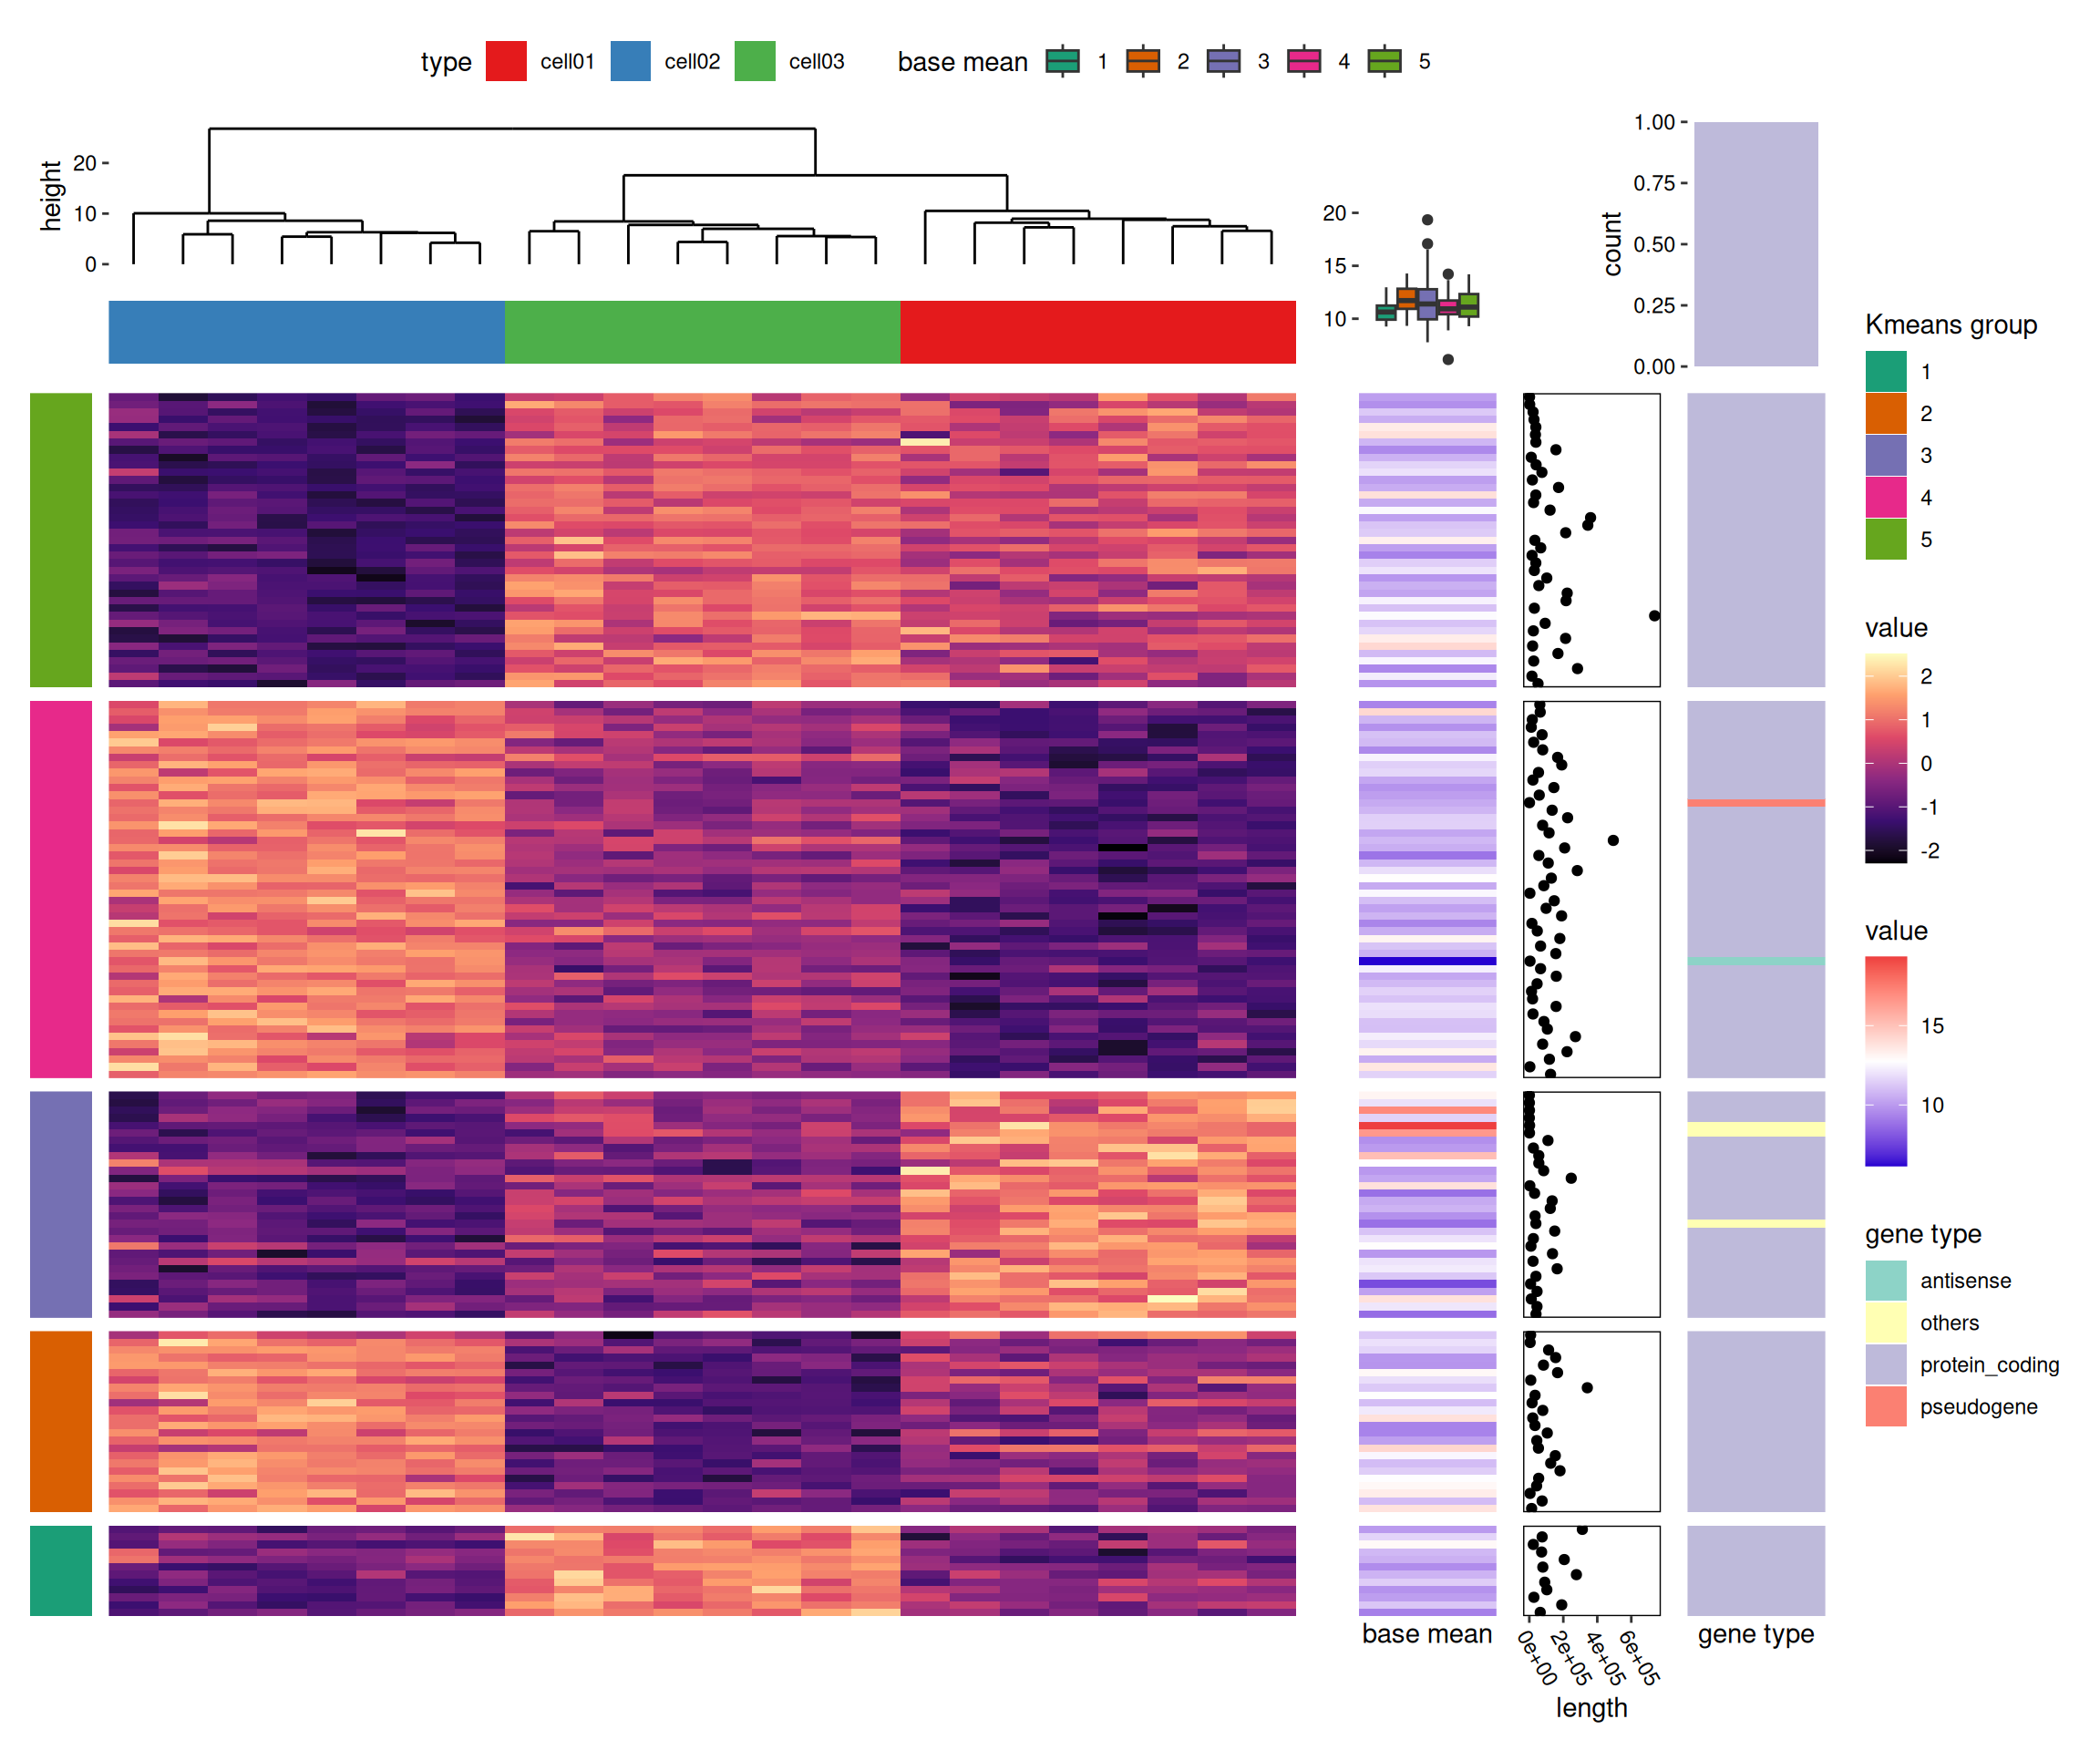 type cell01 cell02 cell03 base mean 1 2 3 4 5
height
20
10
0
20
15
10
count
1.00
0.75
0.50
0.25
0.00
Kmeans group
1
2
3
4
5
value
2
1
0
-1
-2
value
15
10
gene type
antisense
others
protein_coding
pseudogene
base mean
0e+00
2e+05
4e+05
6e+05
length
gene type